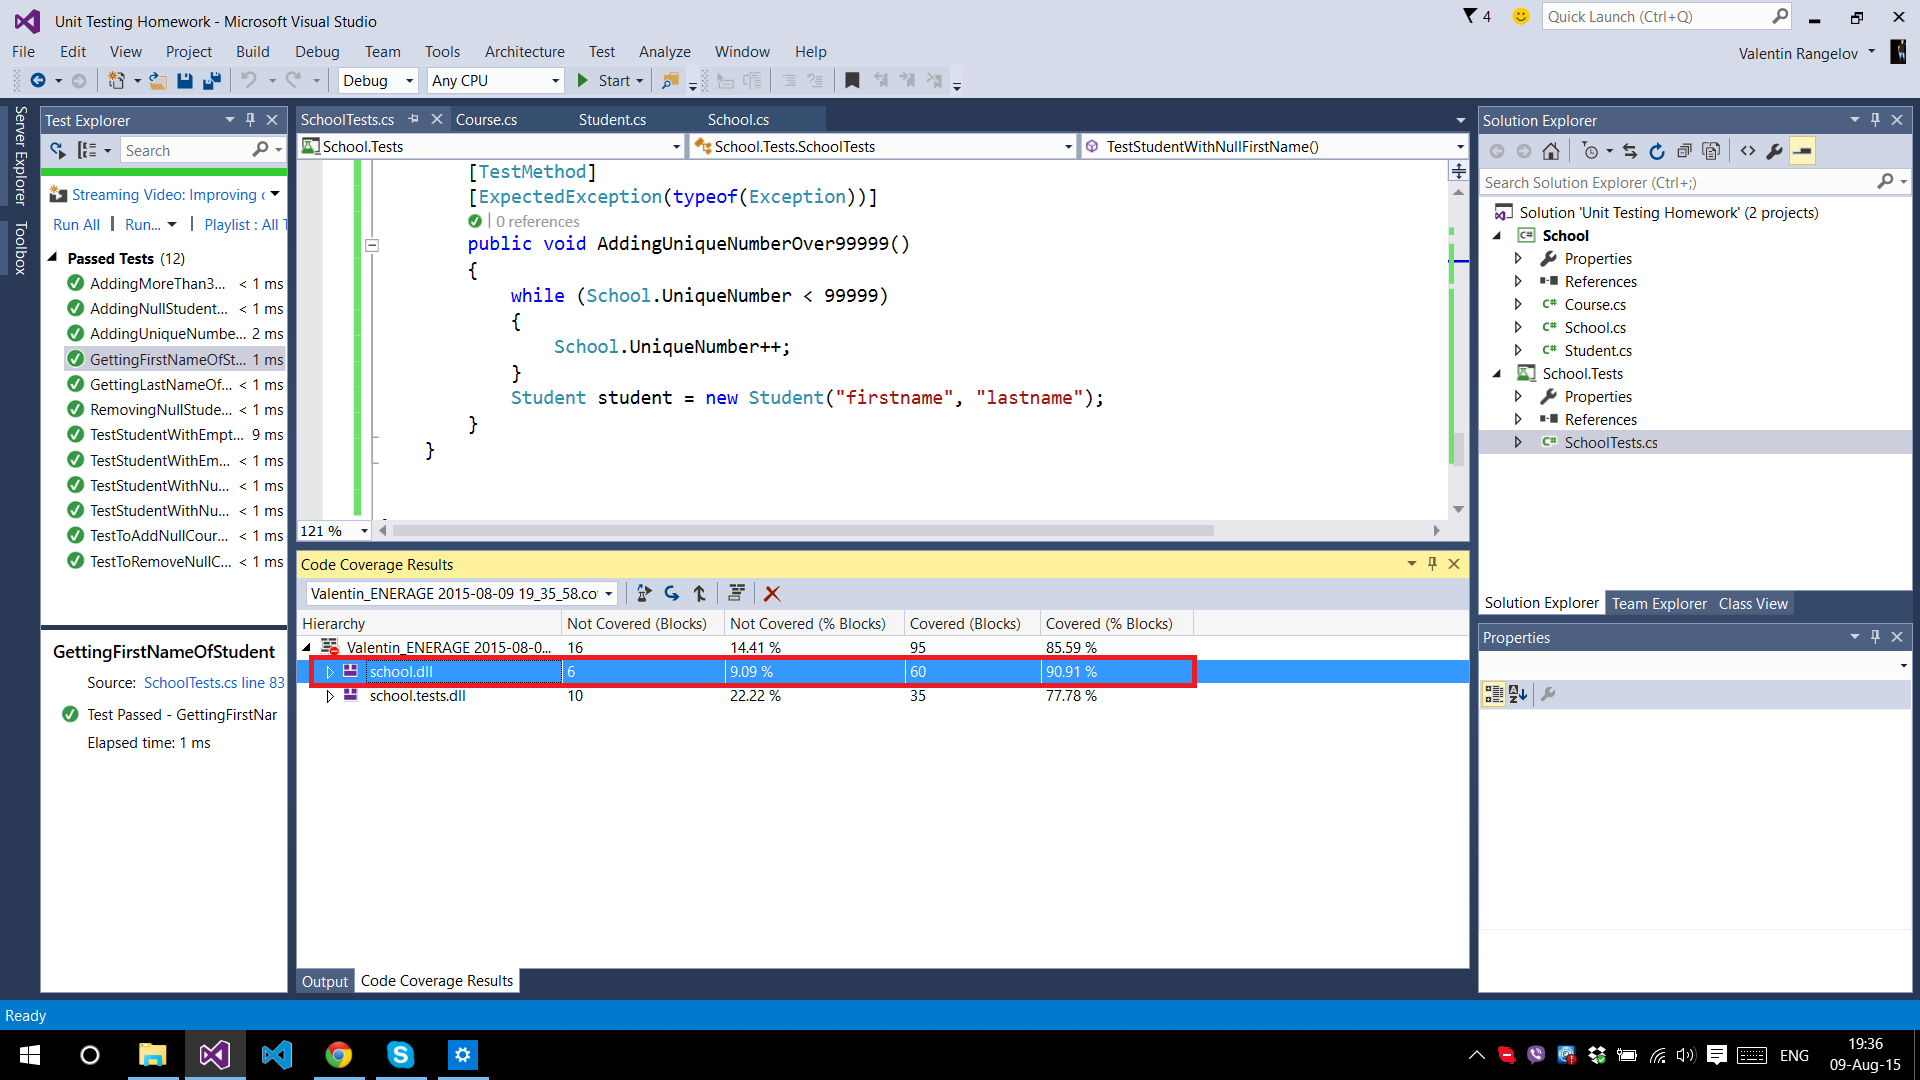 Unit Testing Homework - Microsoft Visual Studio
4
Quick Launch (Ctrl+Q)
File Edit View Project Build Debug Team Tools Architecture Test Analyze Window Help
Valentin Rangelov
Debug Any CPU Start
Server Explorer
Toolbox
Test Explorer
Search
Streaming Video: Improving
Run All | Run... | Playlist : All T
Passed Tests (12)
AddingMoreThan3... < 1 ms
AddingNullStudent... < 1 ms
AddingUniqueNumbe... 2 ms
GettingFirstNameOfSt... 1 ms
GettingLastNameOf... < 1 ms
RemovingNullStude... < 1 ms
TestStudentWithEmpt... 9 ms
TestStudentWithEm... < 1 ms
TestStudentWithNu... < 1 ms
TestStudentWithNu... < 1 ms
TestToAddNullCour... < 1 ms
TestToRemoveNullC... < 1 ms
GettingFirstNameOfStudent
Source: SchoolTests.cs line 83
Test Passed - GettingFirstNar
Elapsed time: 1 ms
SchoolTests.cs Course.cs Student.cs School.cs
School.Tests School.Tests.SchoolTests TestStudentWithNullFirstName()
[TestMethod]
[ExpectedException(typeof(Exception))]
| 0 references
public void AddingUniqueNumberOver99999()
{
while (School.UniqueNumber < 99999)
{
School.UniqueNumber++;
}
Student student = new Student("firstname", "lastname");
}
}
121 %
Code Coverage Results
Valentin_ENERAGE 2015-08-09 19_35_58.co
Hierarchy Not Covered (Blocks) Not Covered (% Blocks) Covered (Blocks) Covered (% Blocks)
Valentin_ENERAGE 2015-08-0... 16 14.41 % 95 85.59 %
school.dll 6 9.09 % 60 90.91 %
school.tests.dll 10 22.22 % 35 77.78 %
Output Code Coverage Results
Solution Explorer
Search Solution Explorer (Ctrl+;)
Solution 'Unit Testing Homework' (2 projects)
C# School
Properties
References
C# Course.cs
C# School.cs
C# Student.cs
School.Tests
Properties
References
C# SchoolTests.cs
Solution Explorer Team Explorer Class View
Properties
Ready
ENG
19:36
09-Aug-15